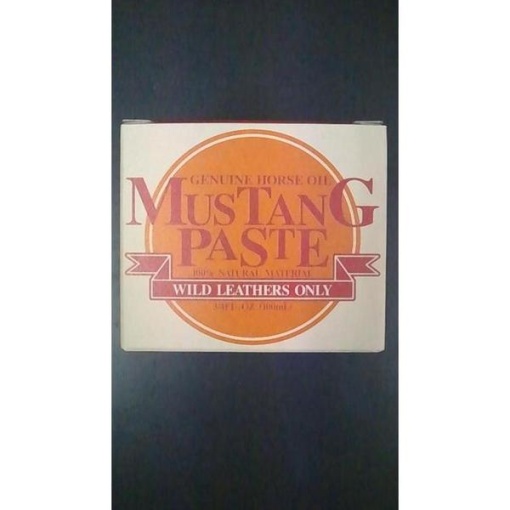 GENUINE HORSE OIL
MUSTANG
PASTE
100% NATURAL MATERIAL
WILD LEATHERS ONLY